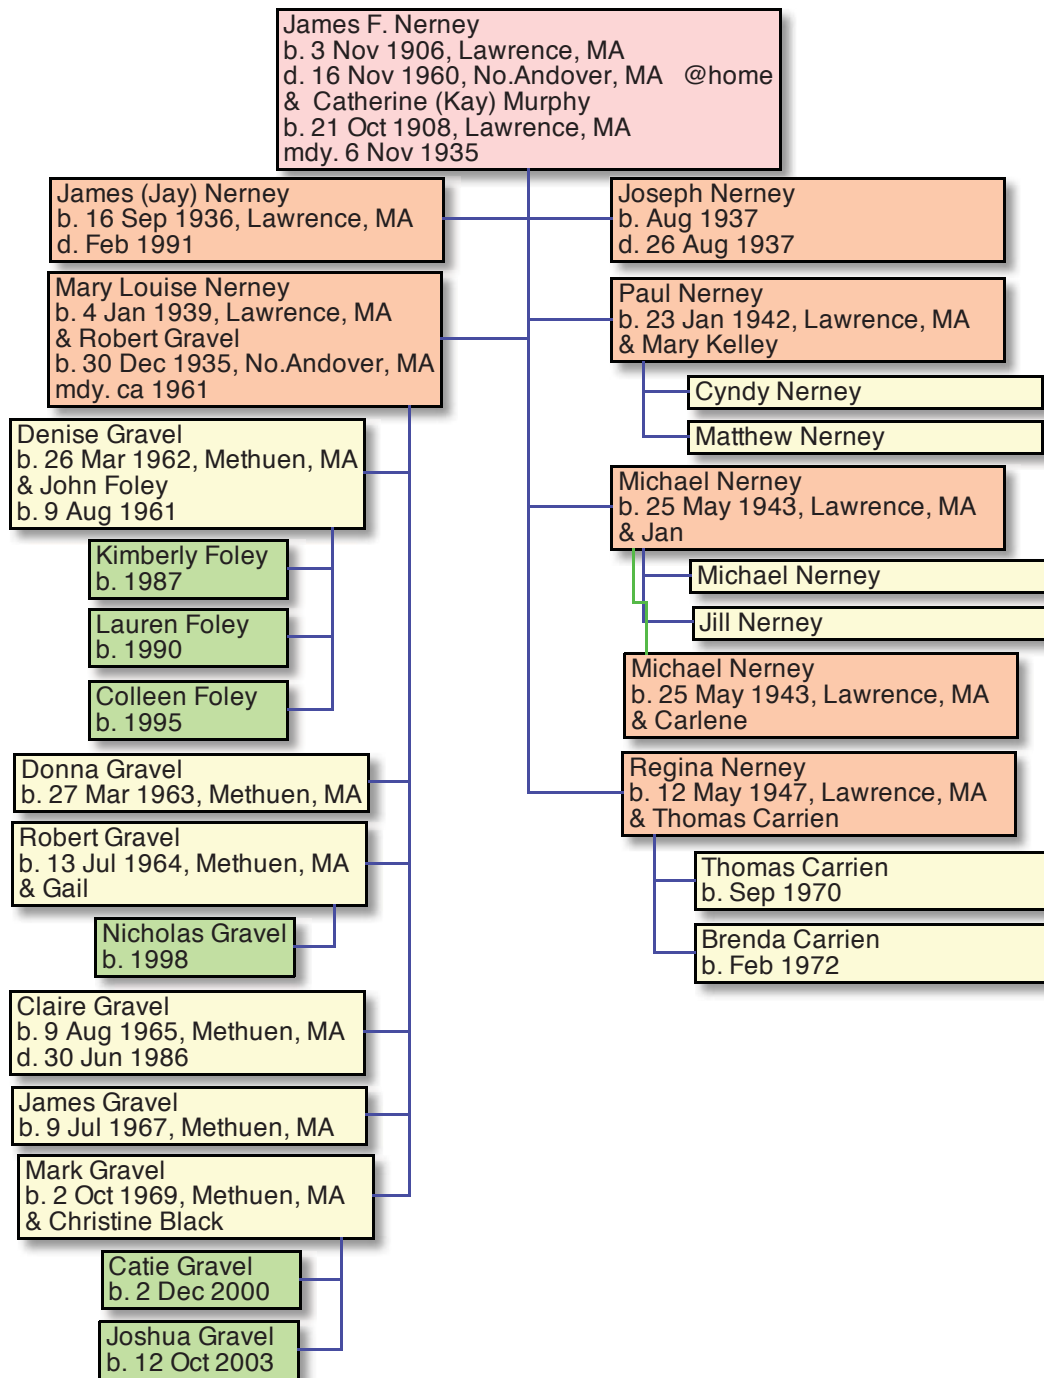 James F. Nerney
b. 3 Nov 1906, Lawrence, MA
d. 16 Nov 1960, No.Andover, MA @home
& Catherine (Kay) Murphy
b. 21 Oct 1908, Lawrence, MA
mdy. 6 Nov 1935
James (Jay) Nerney
b. 16 Sep 1936, Lawrence, MA
d. Feb 1991
Mary Louise Nerney
b. 4 Jan 1939, Lawrence, MA
& Robert Gravel
b. 30 Dec 1935, No.Andover, MA
mdy. ca 1961
Denise Gravel
b. 26 Mar 1962, Methuen, MA
& John Foley
b. 9 Aug 1961
Kimberly Foley
b. 1987
Lauren Foley
b. 1990
Colleen Foley
b. 1995
Donna Gravel
b. 27 Mar 1963, Methuen, MA
Robert Gravel
b. 13 Jul 1964, Methuen, MA
& Gail
Nicholas Gravel
b. 1998
Claire Gravel
b. 9 Aug 1965, Methuen, MA
d. 30 Jun 1986
James Gravel
b. 9 Jul 1967, Methuen, MA
Mark Gravel
b. 2 Oct 1969, Methuen, MA
& Christine Black
Catie Gravel
b. 2 Dec 2000
Joshua Gravel
b. 12 Oct 2003
Joseph Nerney
b. Aug 1937
d. 26 Aug 1937
Paul Nerney
b. 23 Jan 1942, Lawrence, MA
& Mary Kelley
Cyndy Nerney
Matthew Nerney
Michael Nerney
b. 25 May 1943, Lawrence, MA
& Jan
Michael Nerney
Jill Nerney
Michael Nerney
b. 25 May 1943, Lawrence, MA
& Carlene
Regina Nerney
b. 12 May 1947, Lawrence, MA
& Thomas Carrien
Thomas Carrien
b. Sep 1970
Brenda Carrien
b. Feb 1972